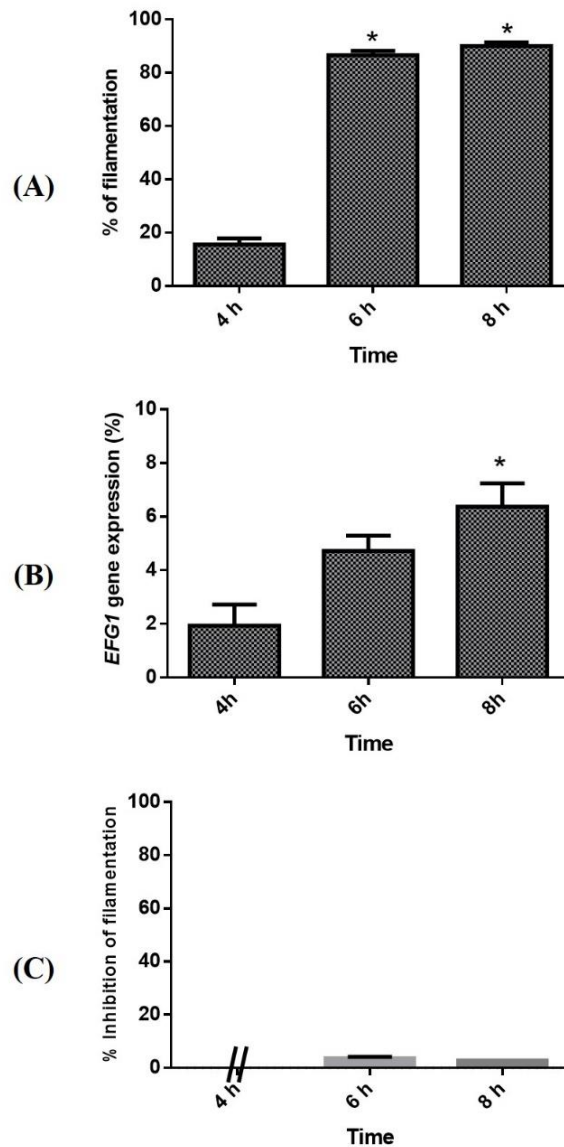 (A)
% of filamentation
100
80
60
40
20
0
*
*
4 h
6 h
8 h
Time
(B)
EFG1 gene expression (%)
10
8
6
4
2
0
*
4h
6h
8h
Time
(C)
% Inhibition of filamentation
100
80
60
40
20
0
4 h
6 h
8 h
Time